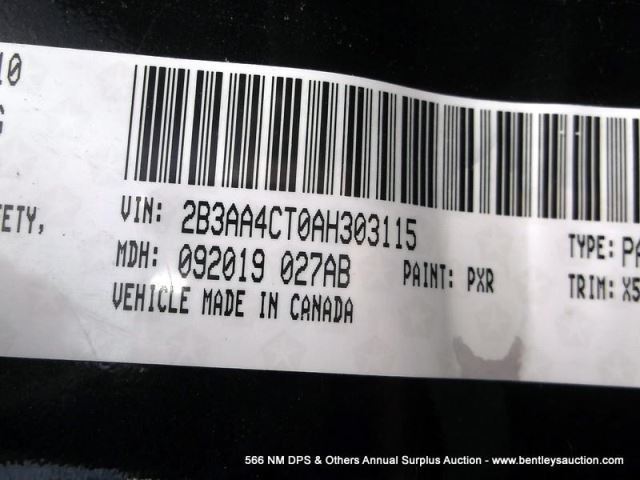 10
ETY,
VIN: 2B3AA4CT0AH303115
MDH: 092019 027AB
PAINT: PXR
VEHICLE MADE IN CANADA
TYPE: PA
TRIM: X5
566 NM DPS & Others Annual Surplus Auction - www.bentleysauction.com